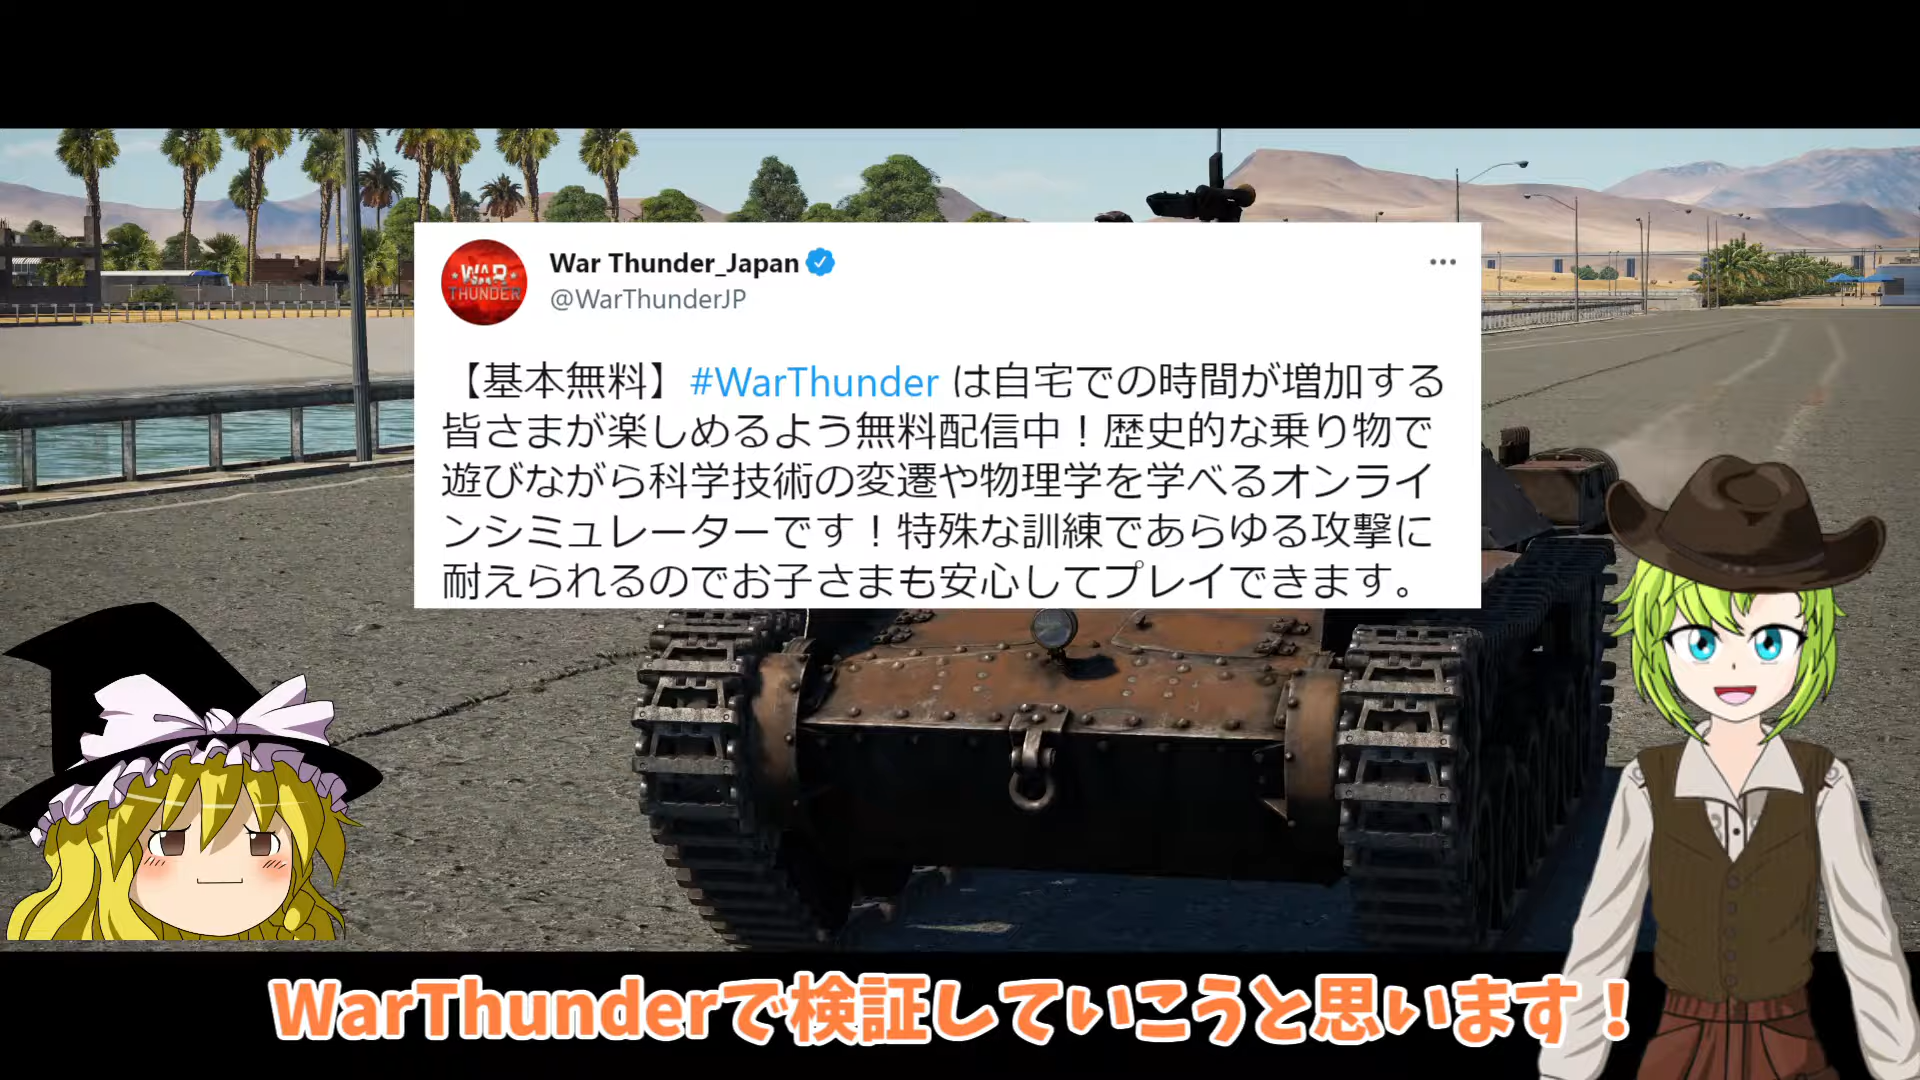 War Thunder_Japan
@WarThunderJP
WAR
THUNDER
【基本無料】 #WarThunder は自宅での時間が増加する
皆さまが楽しめるよう無料配信中！歴史的な乗り物で
遊びながら科学技術の変遷や物理学を学べるオンライ
ンシミュレーターです！特殊な訓練であらゆる攻撃に
耐えられるのでお子さまも安心してプレイできます。
WarThunderで検証していこうと思います！